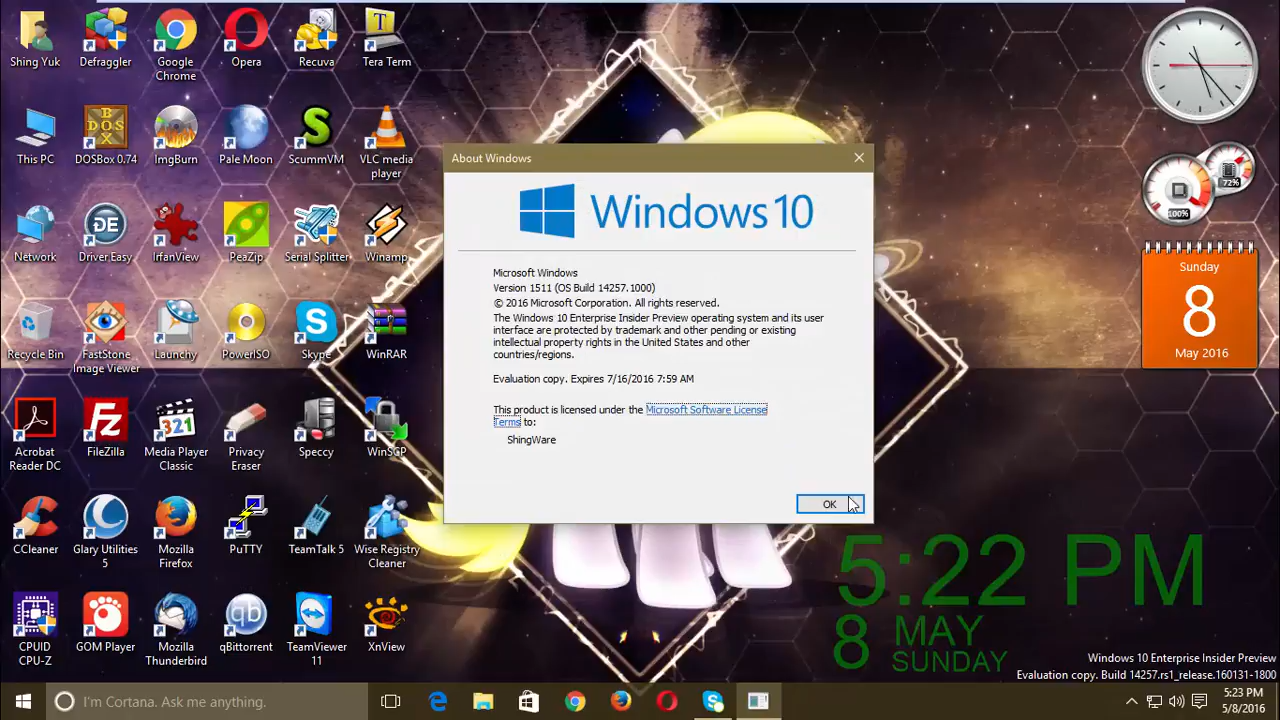 Shing Yuk
Defraggler
Google
Chrome
Opera
Recuva
Tera Term
This PC
DOSBox 0.74
ImgBurn
Pale Moon
ScummVM
VLC media
player
Network
Driver Easy
IrfanView
PeaZip
Serial Splitter
Winamp
Recycle Bin
FastStone
Image Viewer
Launchy
PowerISO
Skype
WinRAR
Acrobat
Reader DC
FileZilla
Media Player
Classic
Privacy
Eraser
Speccy
WinSCP
CCleaner
Glary Utilities
5
Mozilla
Firefox
PuTTY
TeamTalk 5
Wise Registry
Cleaner
CPUID
CPU-Z
GOM Player
Mozilla
Thunderbird
qBittorrent
TeamViewer
11
XnView
About Windows
Windows 10
Microsoft Windows
Version 1511 (OS Build 14257.1000)
© 2016 Microsoft Corporation. All rights reserved.
The Windows 10 Enterprise Insider Preview operating system and its user
interface are protected by trademark and other pending or existing
intellectual property rights in the United States and other
countries/regions.
Evaluation copy. Expires 7/16/2016 7:59 AM
This product is licensed under the Microsoft Software License
Terms to:
ShingWare
OK
72%
100%
Sunday
8
May 2016
5:22 PM
8 MAY
SUNDAY
Windows 10 Enterprise Insider Preview
Evaluation copy. Build 14257.rs1_release.160131-1800
I'm Cortana. Ask me anything.
5:23 PM
5/8/2016